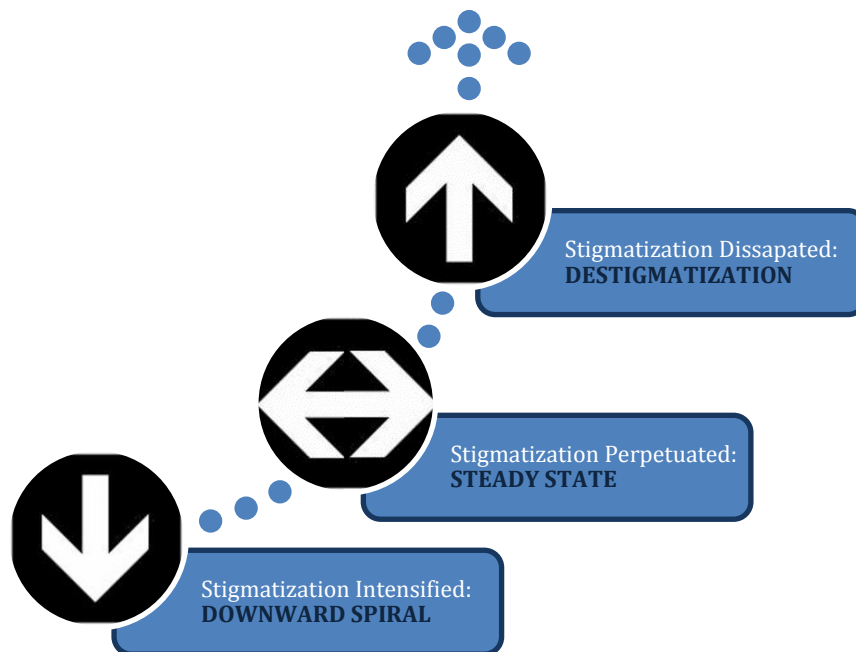 Stigmatization Dissapated:
DESTIGMATIZATION
Stigmatization Perpetuated:
STEADY STATE
Stigmatization Intensified:
DOWNWARD SPIRAL